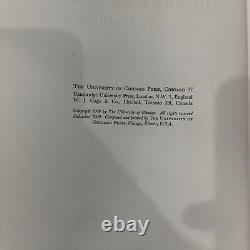 THE UNIVERSITY OF CHICAGO PRESS, CHICAGO 37
Cambridge University Press, London, N.W. 1, England
W. J. Gage & Co., Limited, Toronto 2B, Canada
Copyright 1949 by The University of Chicago. All rights reserved
Published 1949. Composed and printed by THE UNIVERSITY OF
CHICAGO PRESS, Chicago, Illinois, U.S.A.